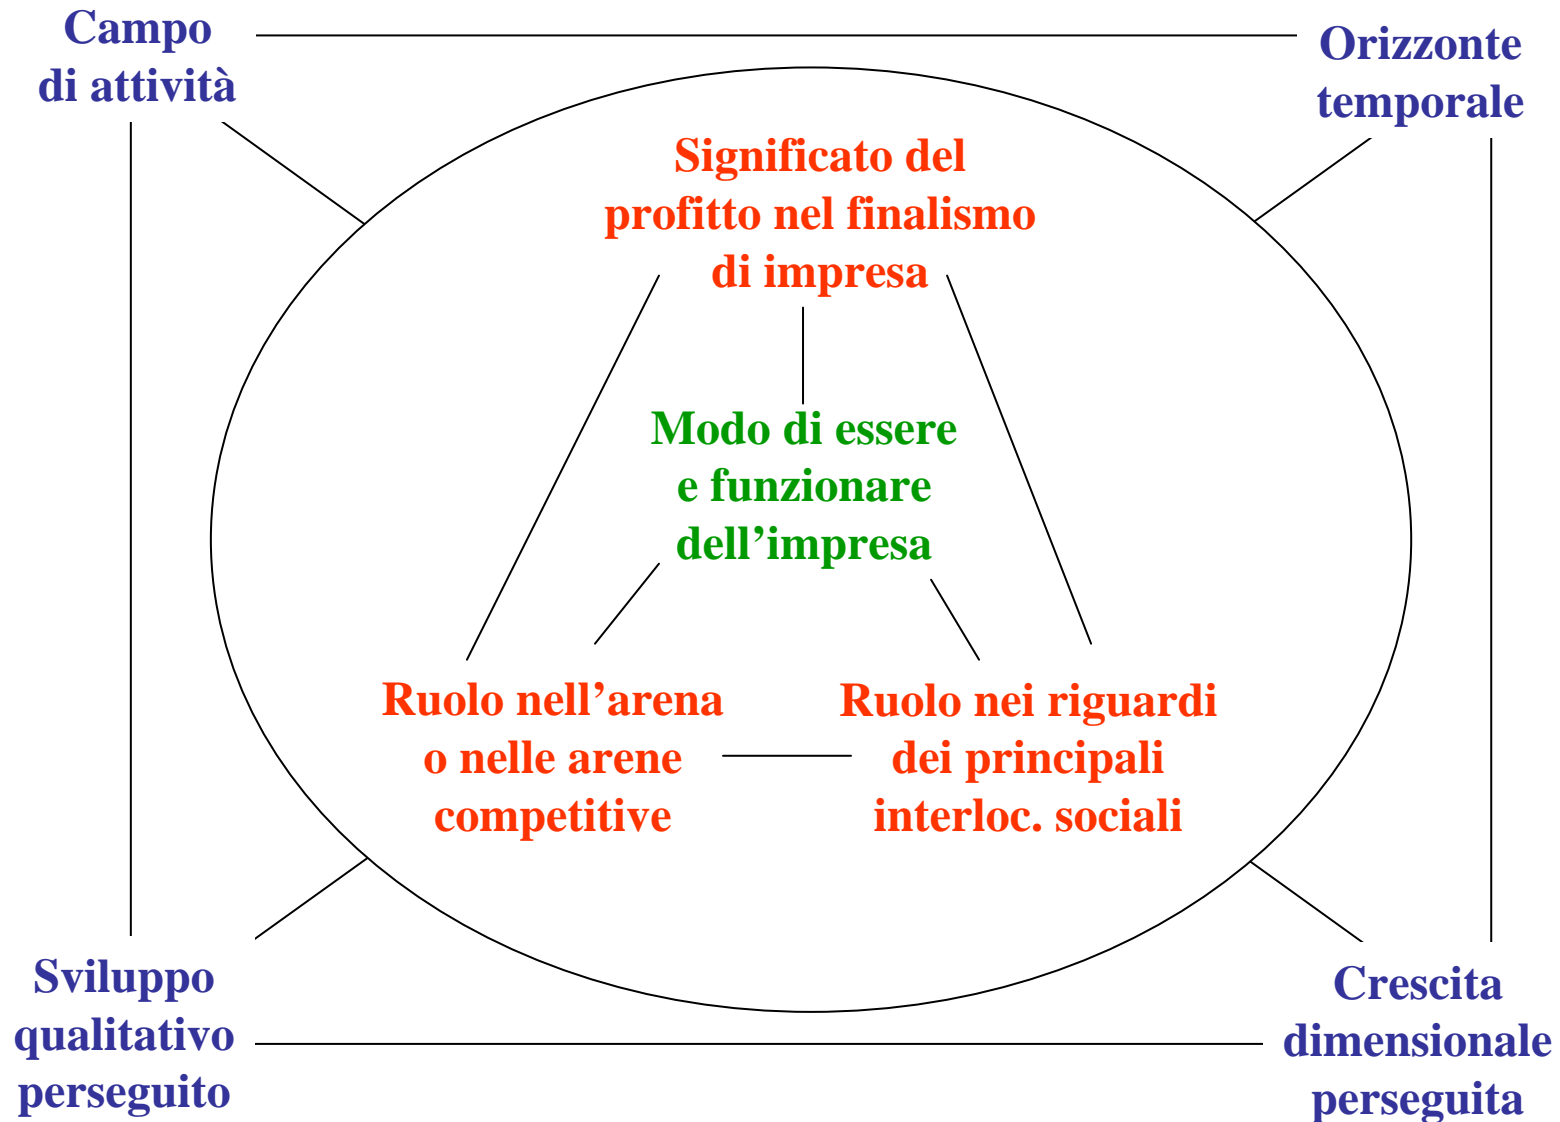 Campo
di attività
Orizzonte
temporale
Significato del
profitto nel finalismo
di impresa
Modo di essere
e funzionare
dell’impresa
Ruolo nell’arena
o nelle arene
competitive
Ruolo nei riguardi
dei principali
interloc. sociali
Sviluppo
qualitativo
perseguito
Crescita
dimensionale
perseguita